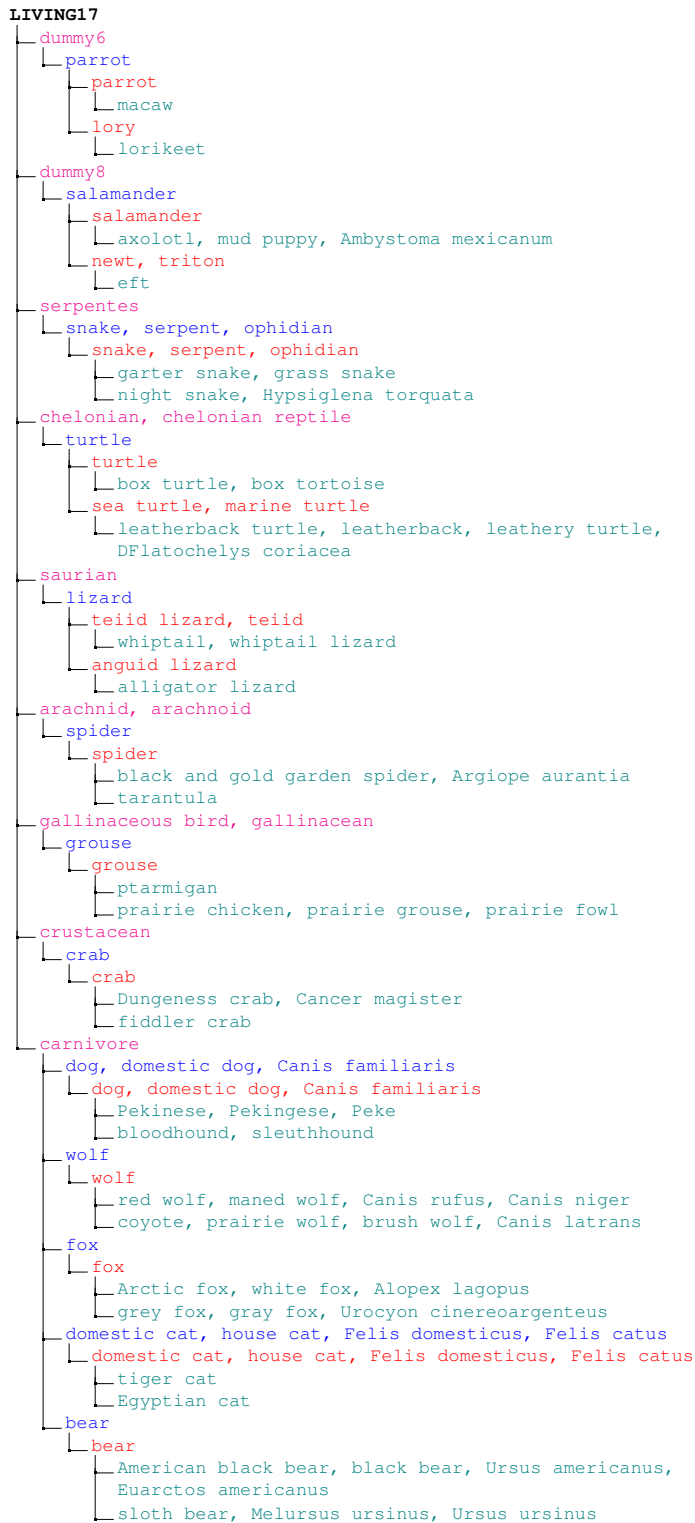 LIVING17
dummy6
parrot
parrot
macaw
lory
lorikeet
dummy8
salamander
salamander
axolotl, mud puppy, Ambystoma mexicanum
newt, triton
eft
serpentes
snake, serpent, ophidian
snake, serpent, ophidian
garter snake, grass snake
night snake, Hypsiglena torquata
chelonian, chelonian reptile
turtle
turtle
box turtle, box tortoise
sea turtle, marine turtle
leatherback turtle, leatherback, leathery turtle,
DFlatochelys coriacea
saurian
lizard
teiid lizard, teiid
whiptail, whiptail lizard
anguid lizard
alligator lizard
arachnid, arachnoid
spider
spider
black and gold garden spider, Argiope aurantia
tarantula
gallinaceous bird, gallinacean
grouse
grouse
ptarmigan
prairie chicken, prairie grouse, prairie fowl
crustacean
crab
crab
Dungeness crab, Cancer magister
fiddler crab
carnivore
dog, domestic dog, Canis familiaris
dog, domestic dog, Canis familiaris
Pekinese, Pekingese, Peke
bloodhound, sleuthhound
wolf
wolf
red wolf, maned wolf, Canis rufus, Canis niger
coyote, prairie wolf, brush wolf, Canis latrans
fox
fox
Arctic fox, white fox, Alopex lagopus
grey fox, gray fox, Urocyon cinereoargenteus
domestic cat, house cat, Felis domesticus, Felis catus
domestic cat, house cat, Felis domesticus, Felis catus
tiger cat
Egyptian cat
bear
bear
American black bear, black bear, Ursus americanus,
Euarctos americanus
sloth bear, Melursus ursinus, Ursus ursinus